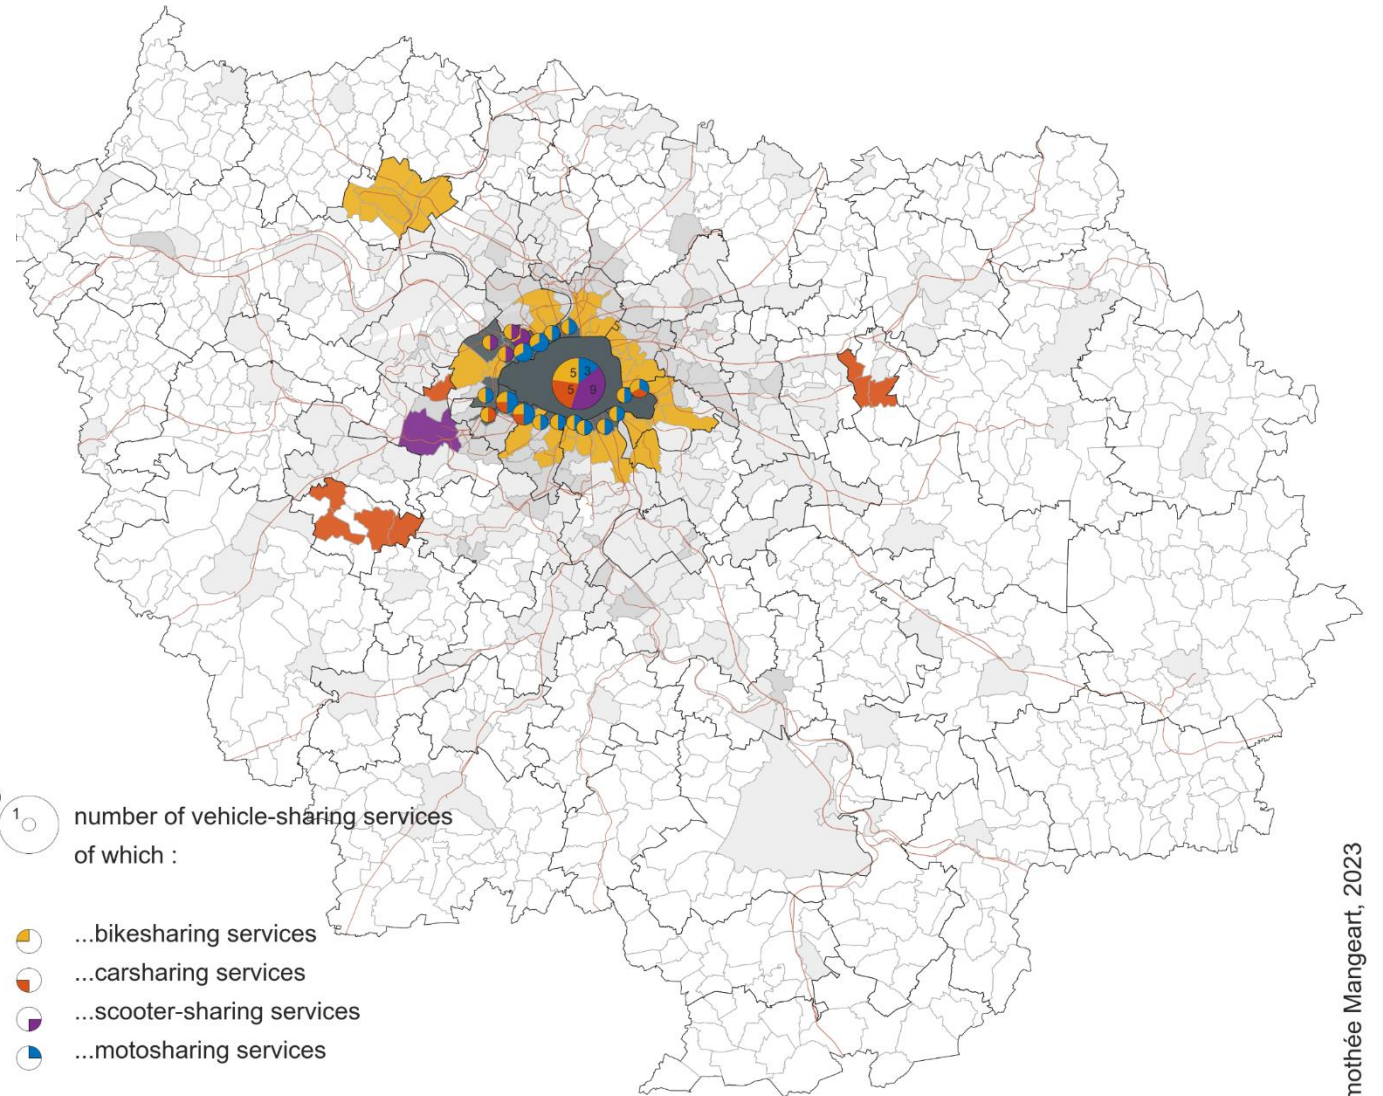 5 3
5 9
1
number of vehicle-sharing services
of which :
...bikesharing services
...carsharing services
...scooter-sharing services
...motosharing services
mothée Mangeart, 2023